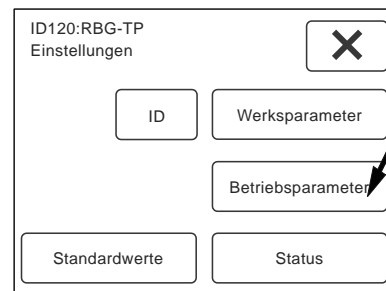 ID120:RBG-TP
Einstellungen
ID
Werksparameter
Betriebsparameter
Standardwerte
Status